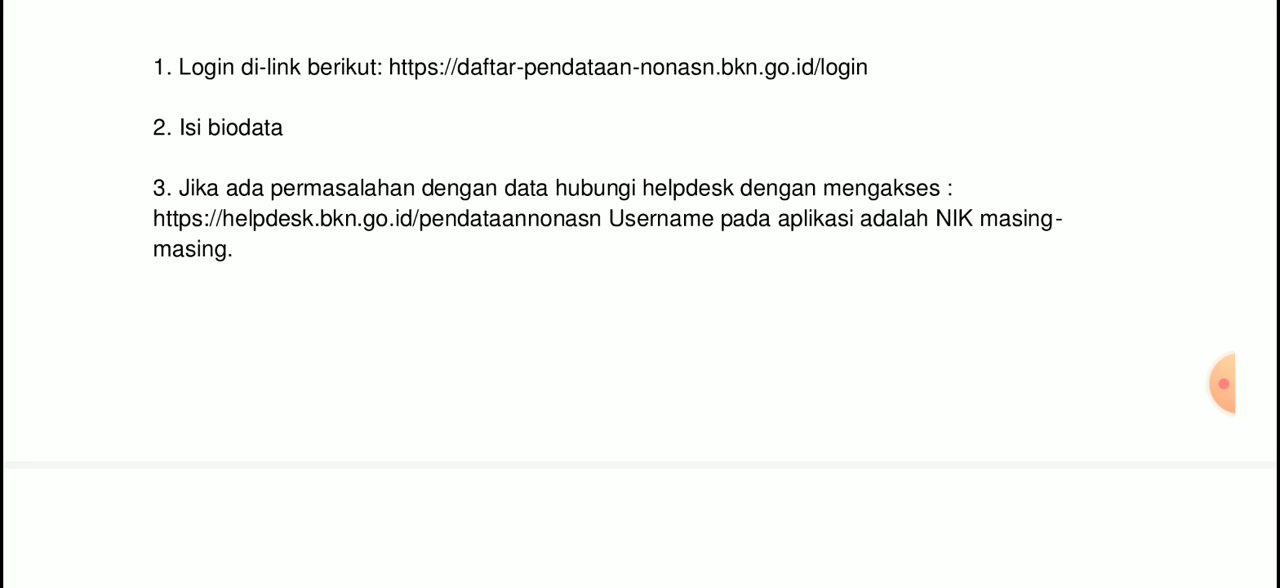 1. Login di-link berikut: https://daftar-pendataan-nonasn.bkn.go.id/login
2. Isi biodata
3. Jika ada permasalahan dengan data hubungi helpdesk dengan mengakses :
https://helpdesk.bkn.go.id/pendataannonasn Username pada aplikasi adalah NIK masing-
masing.